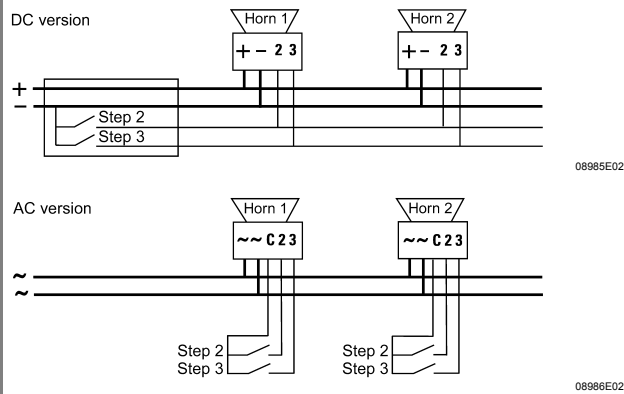 DC version
Horn 1
Horn 2
+ − 2 3
+ − 2 3
+
−
Step 2
Step 3
08985E02
AC version
Horn 1
Horn 2
~~ C 2 3
~~ C 2 3
~
~
Step 2
Step 3
Step 2
Step 3
08986E02